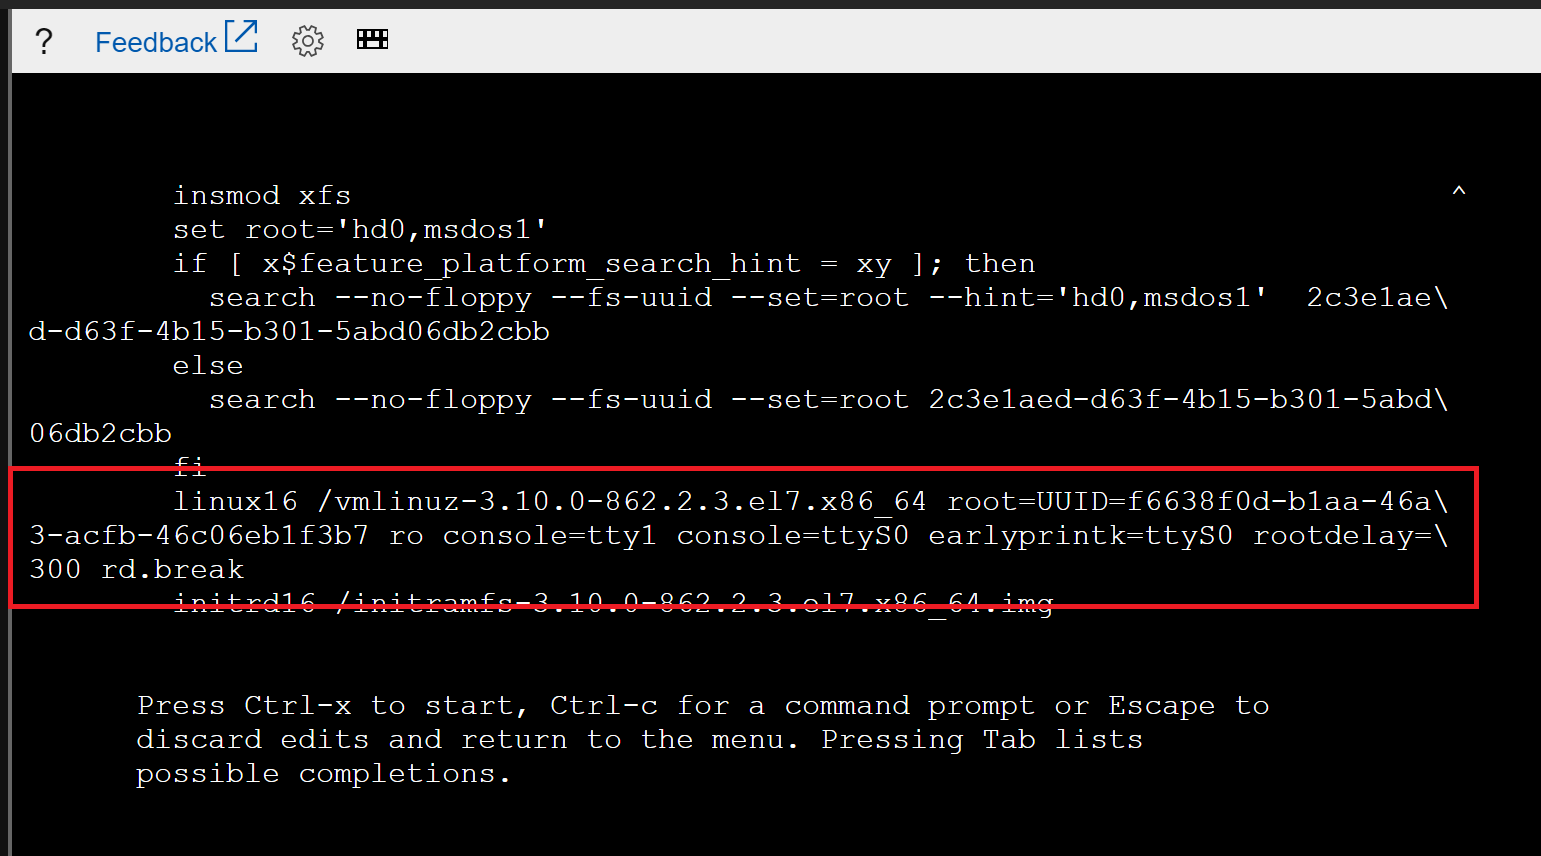 ? Feedback
insmod xfs ^
set root='hd0,msdos1'
if [ x$feature_platform_search_hint = xy ]; then
search --no-floppy --fs-uuid --set=root --hint='hd0,msdos1'  2c3e1ae\
d-d63f-4b15-b301-5abd06db2cbb
else
search --no-floppy --fs-uuid --set=root 2c3e1aed-d63f-4b15-b301-5abd\
06db2cbb
fi
linux16 /vmlinuz-3.10.0-862.2.3.el7.x86_64 root=UUID=f6638f0d-b1aa-46a\
3-acfb-46c06eb1f3b7 ro console=tty1 console=ttyS0 earlyprintk=ttyS0 rootdelay=\
300 rd.break
initrd16 /initramfs-3.10.0-862.2.3.el7.x86_64.img
Press Ctrl-x to start, Ctrl-c for a command prompt or Escape to
discard edits and return to the menu. Pressing Tab lists
possible completions.